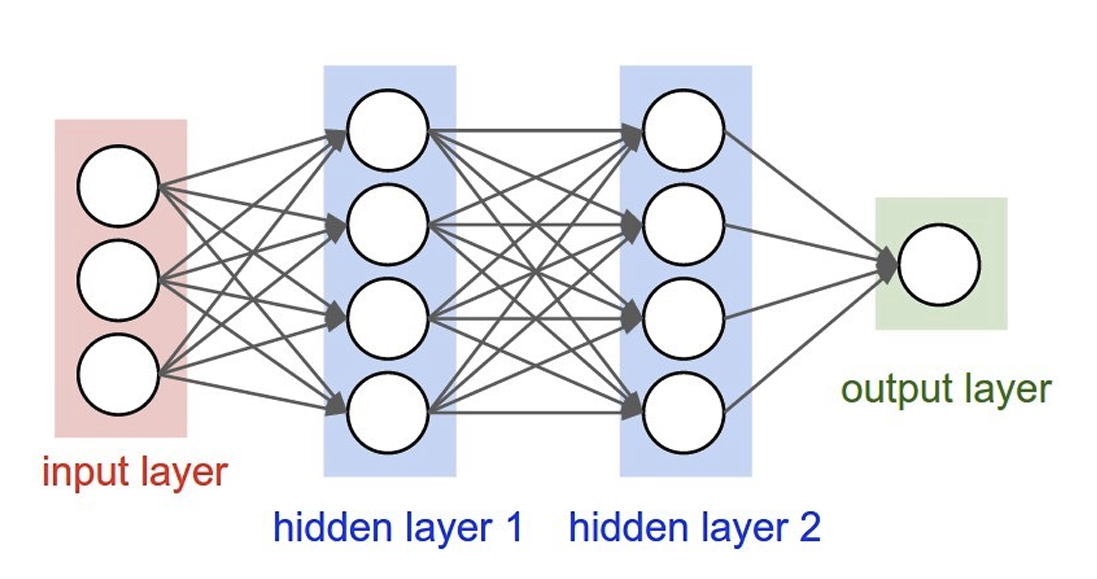 input layer
hidden layer 1
hidden layer 2
output layer